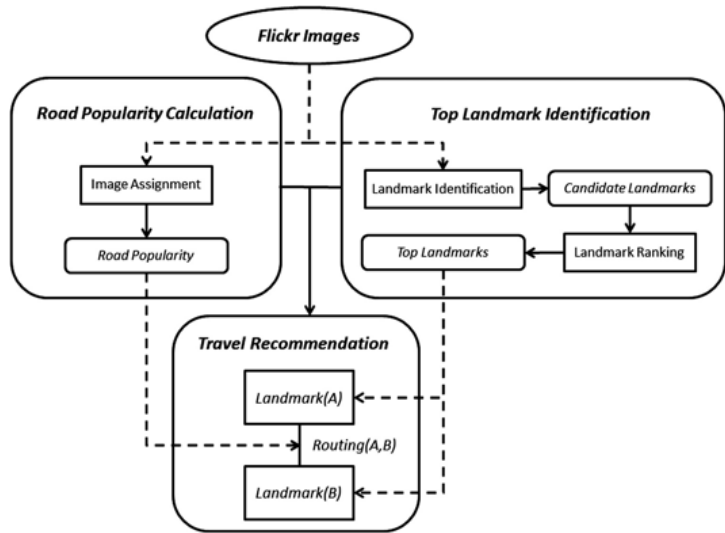 Flickr Images
Road Popularity Calculation
Image Assignment
Road Popularity
Top Landmark Identification
Landmark Identification
Candidate Landmarks
Top Landmarks
Landmark Ranking
Travel Recommendation
Landmark(A)
Routing(A,B)
Landmark(B)